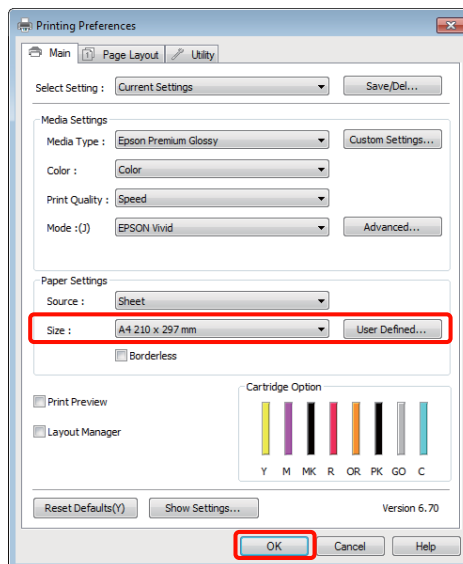 Printing Preferences
Main Page Layout Utility
Select Setting : Current Settings Save/Del...
Media Settings
Media Type : Epson Premium Glossy Custom Settings...
Color : Color
Print Quality : Speed
Mode :(J) EPSON Vivid Advanced...
Paper Settings
Source : Sheet
Size : A4 210 x 297 mm User Defined...
Borderless
Cartridge Option
Print Preview
Layout Manager
Y M MK R OR PK GO C
Reset Defaults(Y) Show Settings... Version 6.70
OK Cancel Help